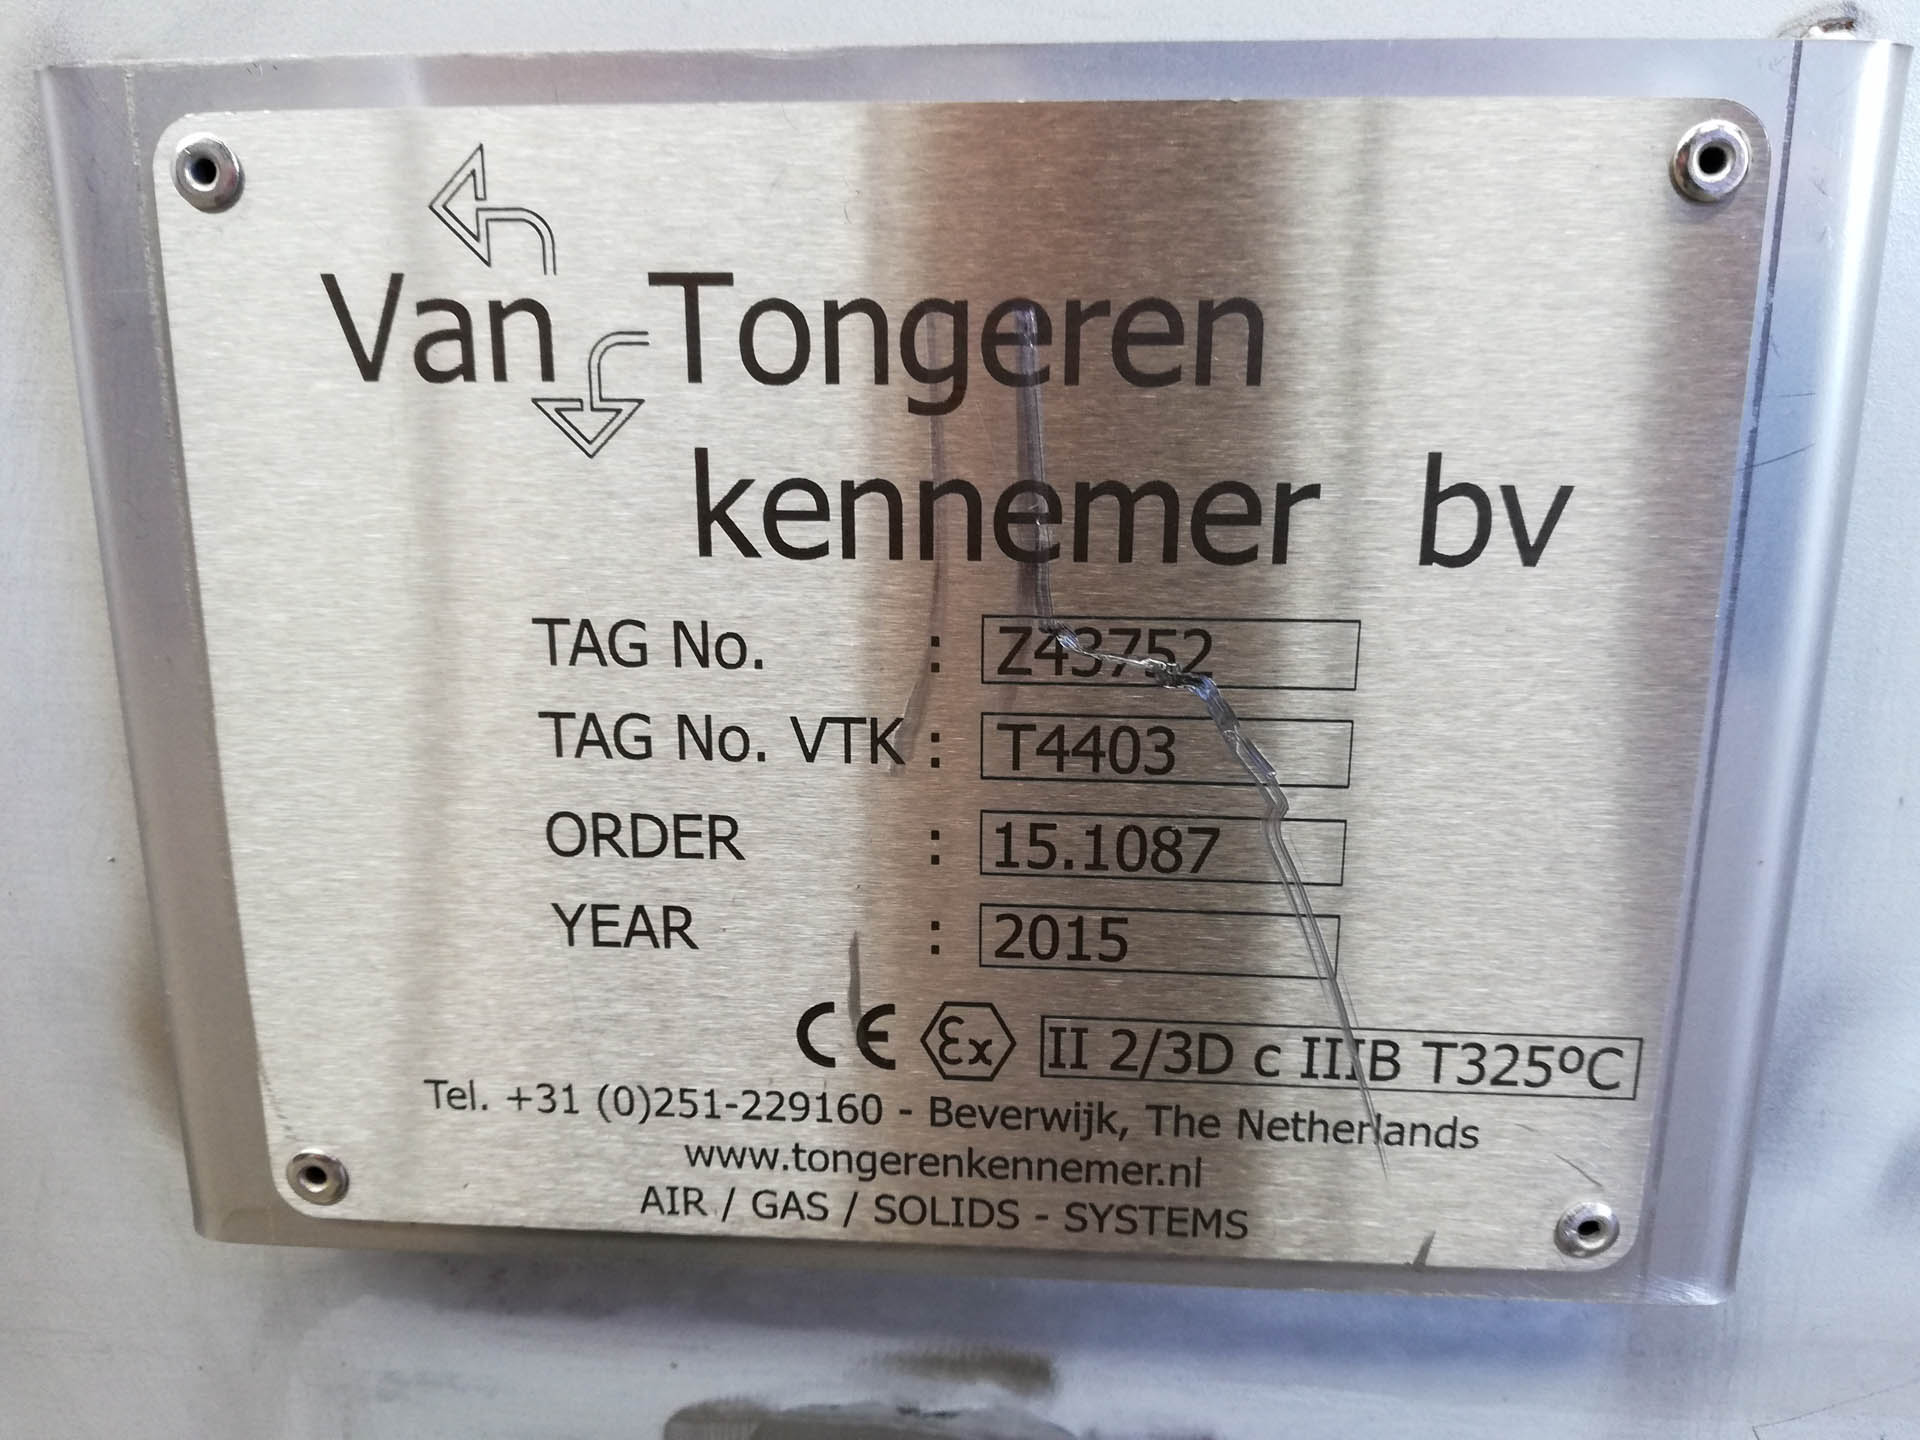 Van Tongeren
kennemer bv
TAG No. : Z43752
TAG No. VTK : T4403
ORDER : 15.1087
YEAR : 2015
CE Ex II 2/3D c IIIB T325ºC
Tel. +31 (0)251-229160 - Beverwijk, The Netherlands
www.tongerenkennemer.nl
AIR / GAS / SOLIDS - SYSTEMS